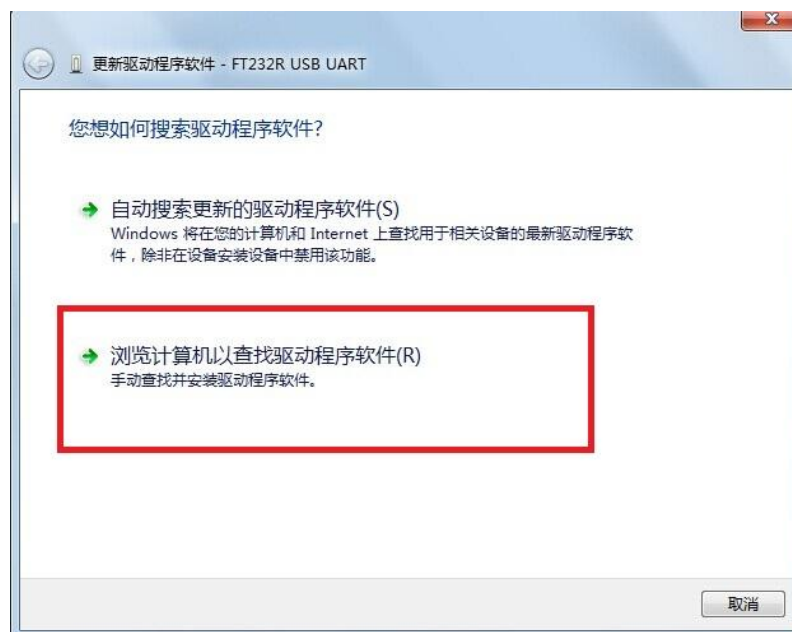 更新驱动程序软件 - FT232R USB UART
您想如何搜索驱动程序软件?
自动搜索更新的驱动程序软件(S)
Windows 将在您的计算机和 Internet 上查找用于相关设备的最新驱动程序软
件，除非在设备安装设备中禁用该功能。
浏览计算机以查找驱动程序软件(R)
手动查找并安装驱动程序软件。
取消